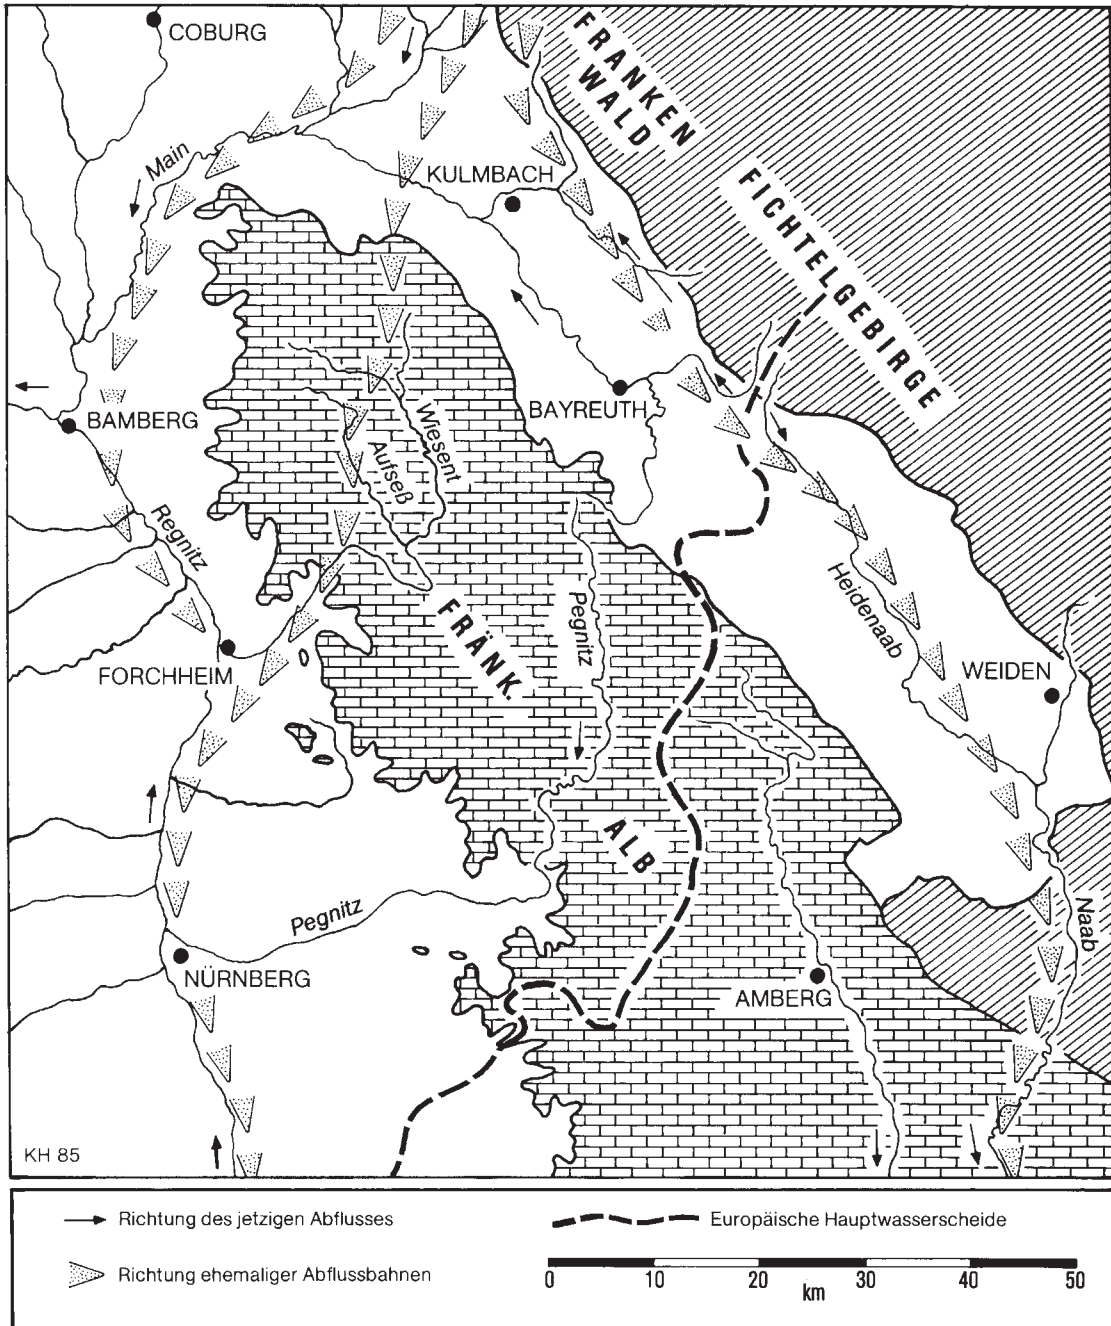 COBURG
FRANKEN
WALD
Main
KULMBACH
FICHTELGEBIRGE
BAYREUTH
BAMBERG
Wiesent
Aufseß
Regnitz
Pegnitz
Heidenaab
FRÄNK.
FORCHHEIM
WEIDEN
ALB
Pegnitz
Naab
NÜRNBERG
AMBERG
KH 85
Richtung des jetzigen Abflusses
Europäische Hauptwasserscheide
Richtung ehemaliger Abflussbahnen
0 10 20 30 40 50
km